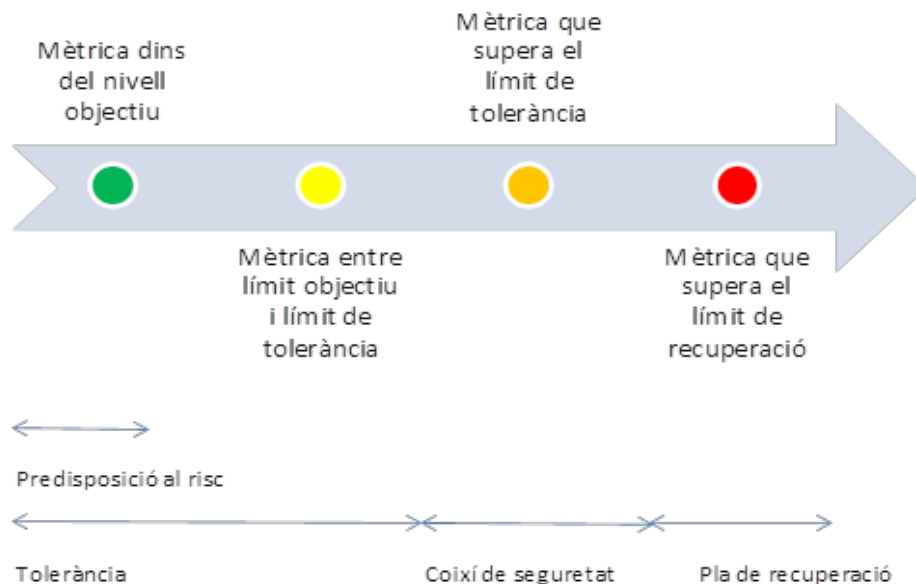 Mètrica dins
del nivell
objectiu
Mètrica que
supera el
límit de
tolerància
Mètrica entre
límit objectiu
i límit de
tolerància
Mètrica que
supera el
límit de
recuperació
Predisposició al risc
Tolerància
Coixí de seguretat
Pla de recuperació